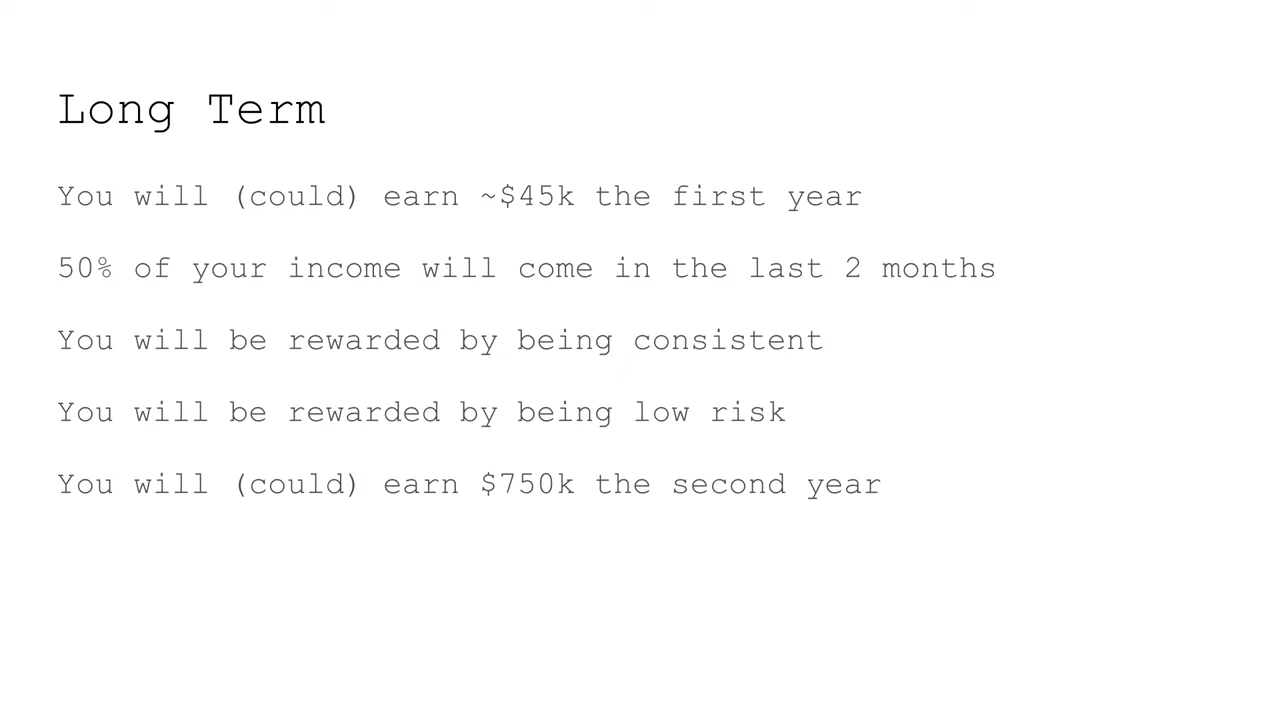 Long Term
You will (could) earn ~$45k the first year
50% of your income will come in the last 2 months
You will be rewarded by being consistent
You will be rewarded by being low risk
You will (could) earn $750k the second year